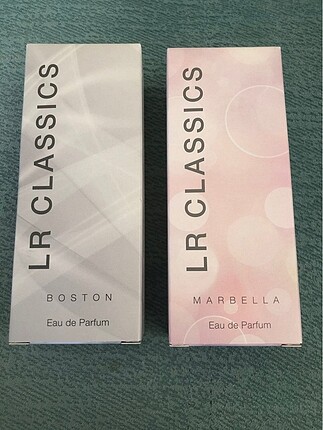 LR CLASSICS
BOSTON
Eau de Parfum
LR CLASSICS
MARBELLA
Eau de Parfum